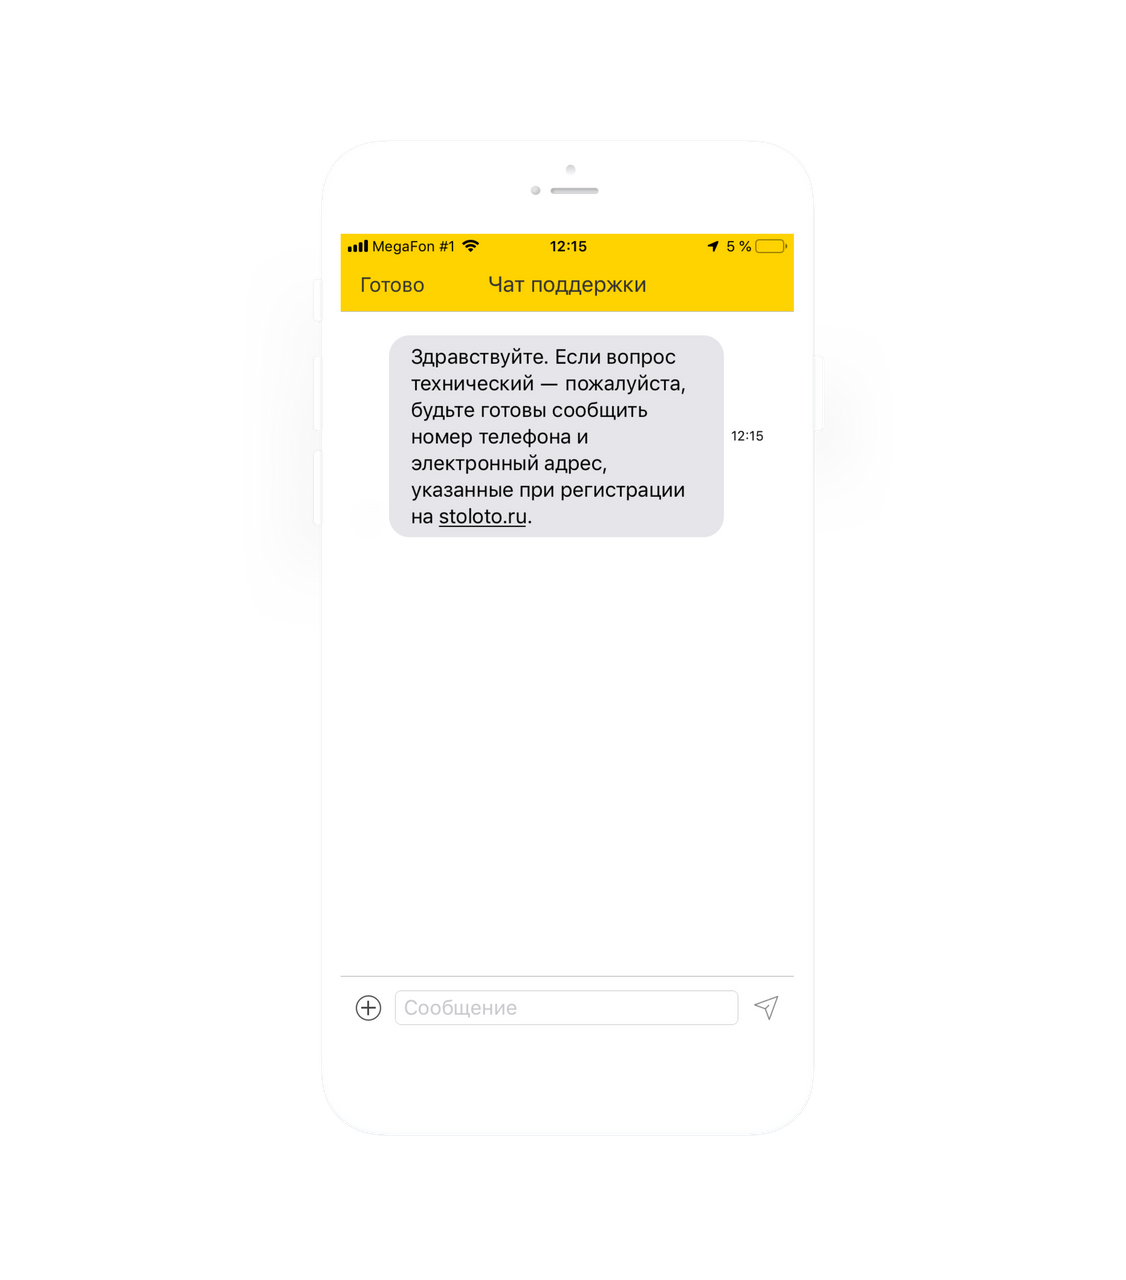 MegaFon #1 12:15 5 %
Готово Чат поддержки
Здравствуйте. Если вопрос
технический — пожалуйста,
будьте готовы сообщить
номер телефона и
12:15
электронный адрес,
указанные при регистрации
на stoloto.ru.
Сообщение